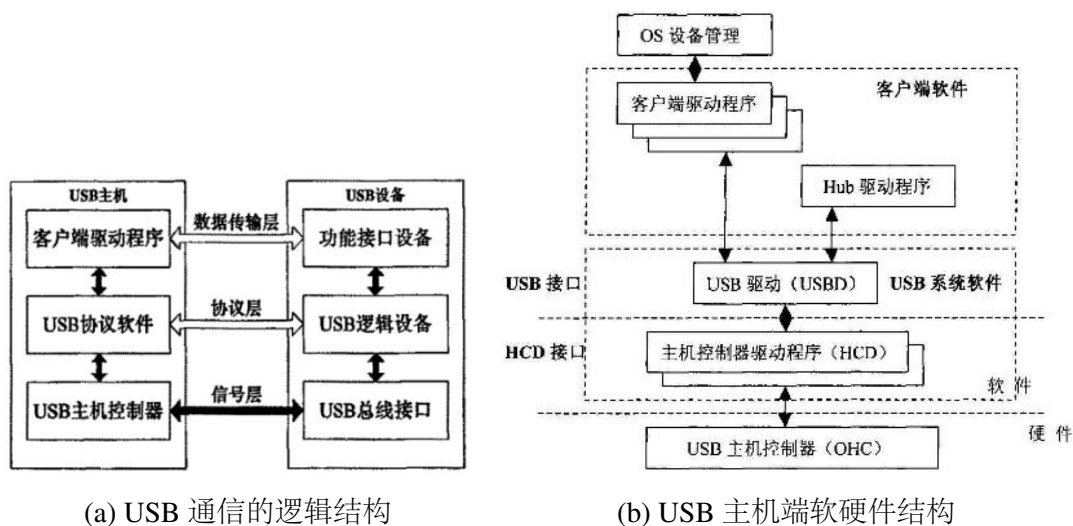 USB主机
USB设备
客户端驱动程序
数据传输层
功能接口设备
USB协议软件
协议层
USB逻辑设备
USB主机控制器
信号层
USB总线接口
(a) USB 通信的逻辑结构
OS 设备管理
客户端软件
客户端驱动程序
Hub 驱动程序
USB 接口
USB 驱动（USBD）
USB 系统软件
HCD 接口
主机控制器驱动程序（HCD）
软 件
硬 件
USB 主机控制器（OHC）
(b) USB 主机端软硬件结构